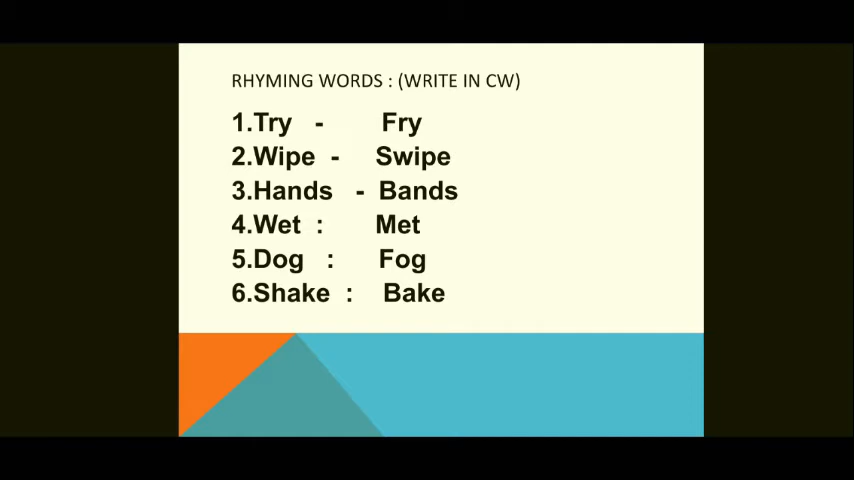 RHYMING WORDS : (WRITE IN CW)
1.Try - Fry
2.Wipe - Swipe
3.Hands - Bands
4.Wet : Met
5.Dog : Fog
6.Shake : Bake